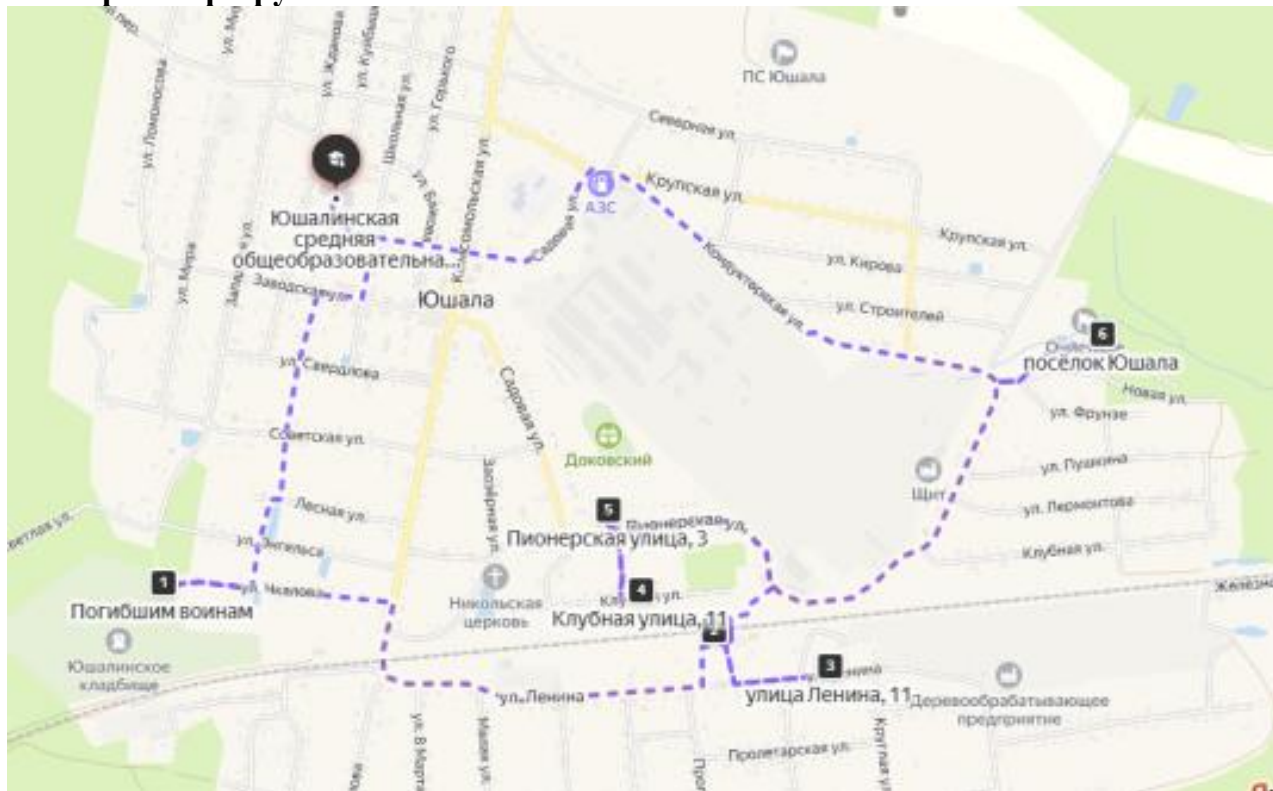 ул. Ломоносова
ул. Жданова
ул. Куйбыш
Школьная ул.
ул. Горького
Комсомольская ул.
ПС Юшала
Северная ул.
Крупская ул.
АЗС
Садовая ул.
Юшалинская
средняя
общеобразовательна...
Крупская ул.
ул. Кирова
Кондукторская ул.
ул. Мира
Заводская ул.
Юшала
ул. Строителей
6
посёлок Юшала
Новая ул.
ул. Свердлова
Садовая ул.
ул. Фрунзе
Советская ул.
Доковский
ул. Пушкина
Щит
Заозёрная ул.
Лесная ул.
5
Пионерская ул.
Пионерская улица, 3
ул. Лермонтова
ул. Энгельса
Клубная ул.
1
ул. Чкалова
Погибшим воинам
Никольская
церковь
4
Клубная улица, 11
2
Юшалинское
кладбище
3
ул. Ленина
улица Ленина, 11
Деревообрабатывающее
предприятие
Пролетарская ул.